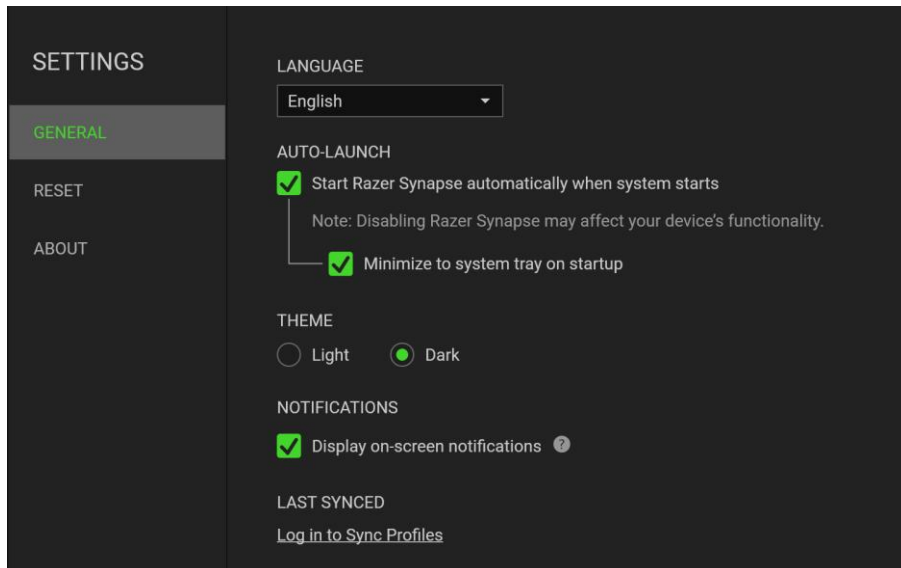 SETTINGS
GENERAL
RESET
ABOUT
LANGUAGE
English
AUTO-LAUNCH
Start Razer Synapse automatically when system starts
Note: Disabling Razer Synapse may affect your device’s functionality.
Minimize to system tray on startup
THEME
Light
Dark
NOTIFICATIONS
Display on-screen notifications ?
LAST SYNCED
Log in to Sync Profiles